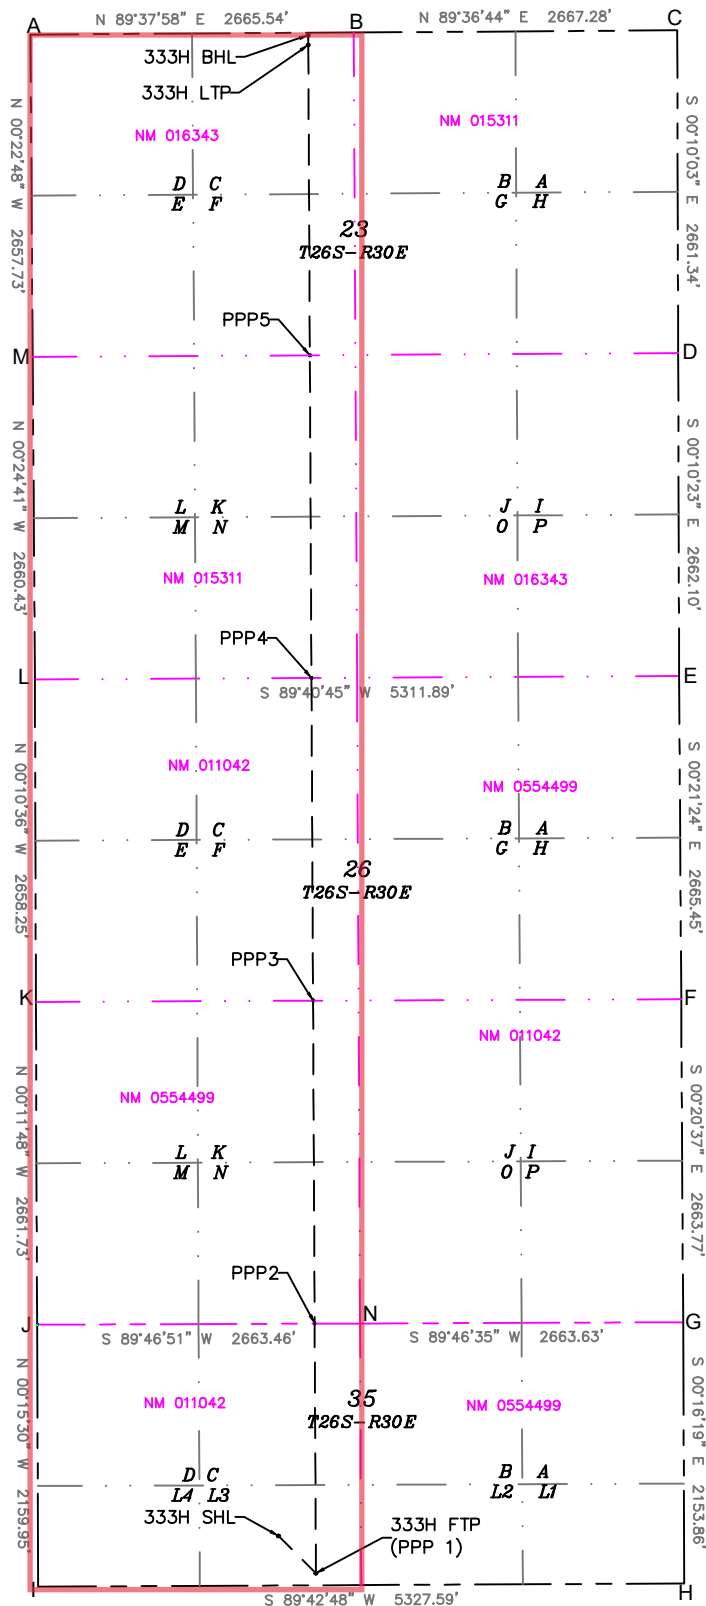 A
N 89°37'58" E 2665.54'
B
N 89°36'44" E 2667.28'
C
333H BHL
333H LTP
N 00°22'48" W 2657.73'
S 00°10'03" E 2661.34'
NM 016343
NM 015311
D C
E F
B A
G H
23
T26S-R30E
PPP5
M
D
N 00°24'41" W 2660.43'
S 00°10'23" E 2662.10'
L K
M N
J I
O P
NM 015311
NM 016343
PPP4
L
E
S 89°40'45" W 5311.89'
N 00°10'36" W 2658.25'
S 00°21'24" E 2665.45'
NM 011042
NM 0554499
D C
E F
B A
G H
26
T26S-R30E
PPP3
K
F
NM 011042
N 00°11'48" W 2661.73'
S 00°20'37" E 2663.77'
NM 0554499
L K
M N
J I
O P
PPP2
J
N
G
S 89°46'51" W 2663.46'
S 89°46'35" W 2663.63'
N 00°15'30" W 2159.95'
S 00°16'19" E 2153.86'
35
T26S-R30E
NM 011042
NM 0554499
D C
L4 L3
B A
L2 L1
333H SHL
333H FTP
(PPP 1)
I
S 89°42'48" W 5327.59'
H